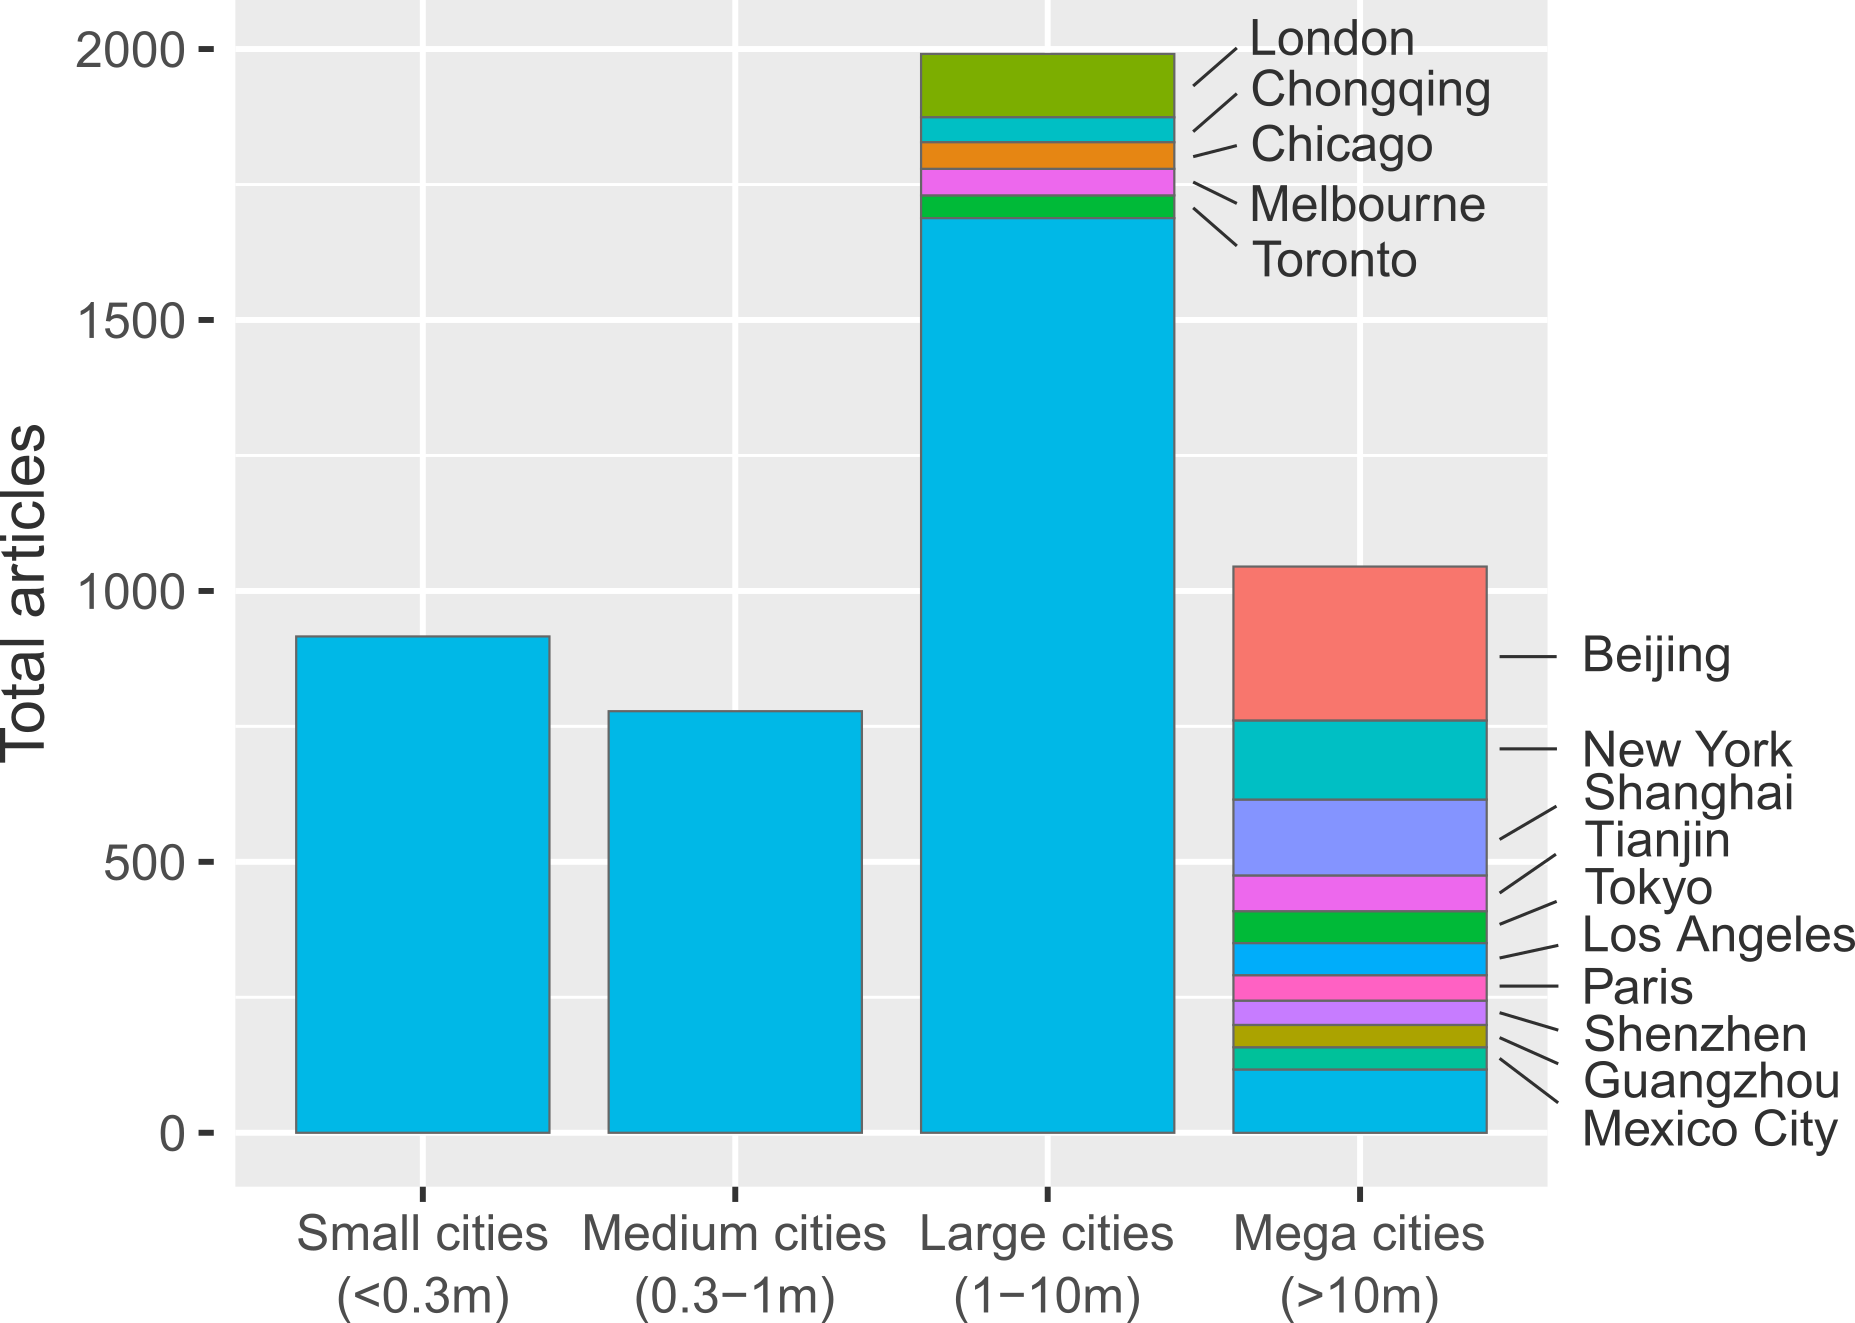 Total articles
2000
1500
1000
500
0
London
Chongqing
Chicago
Melbourne
Toronto
Beijing
New York
Shanghai
Tianjin
Tokyo
Los Angeles
Paris
Shenzhen
Guangzhou
Mexico City
Small cities
(<0.3m)
Medium cities
(0.3−1m)
Large cities
(1−10m)
Mega cities
(>10m)